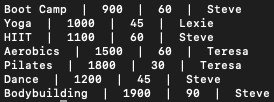 Boot Camp | 900 | 60 | Steve
Yoga | 1000 | 45 | Lexie
HIIT | 1100 | 60 | Steve
Aerobics | 1500 | 60 | Teresa
Pilates | 1800 | 30 | Teresa
Dance | 1200 | 45 | Steve
Bodybuilding | 1900 | 90 | Steve